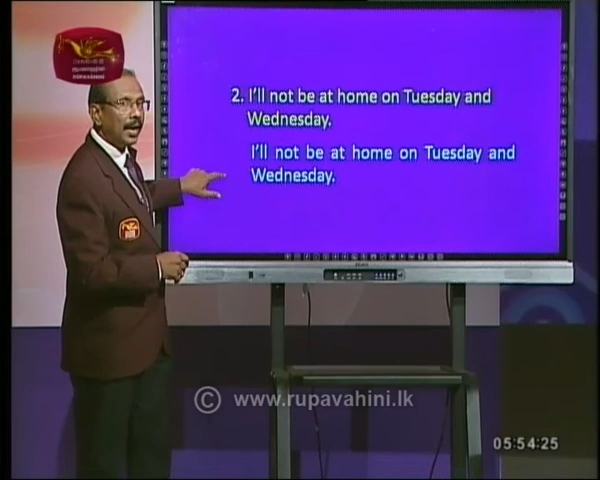 RUPAVAHINI
2. I'll not be at home on Tuesday and
Wednesday.
I'll not be at home on Tuesday and
Wednesday.
© www.rupavahini.lk
05:54:25